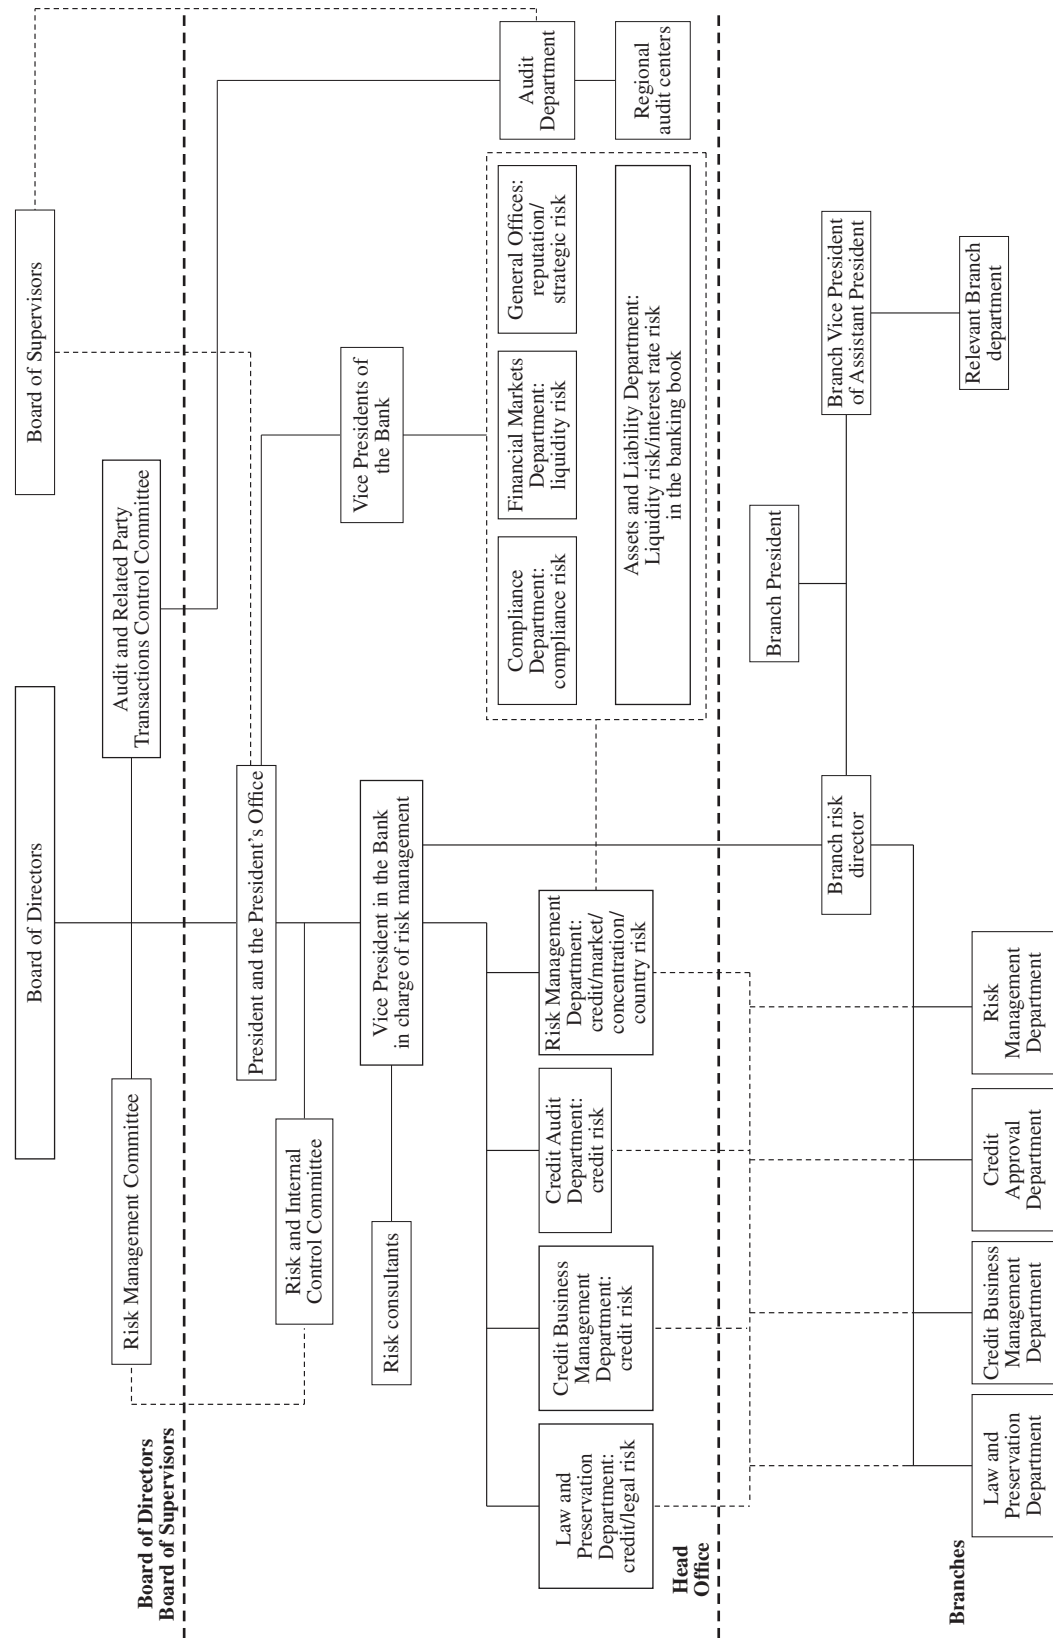 Board of Directors
Board of Supervisors
Risk Management Committee
Audit and Related Party
Transactions Control Committee
Board of Directors
Board of Supervisors
President and the President's Office
Risk and Internal
Control Committee
Vice Presidents of
the Bank
Risk consultants
Vice President in the Bank
in charge of risk management
Law and
Preservation
Department:
credit/legal risk
Credit Business
Management
Department:
credit risk
Credit Audit
Department:
credit risk
Risk Management
Department:
credit/market/
concentration/
country risk
Compliance
Department:
compliance risk
Financial Markets
Department:
liquidity risk
General Offices:
reputation/
strategic risk
Audit
Department
Assets and Liability Department:
Liquidity risk/interest rate risk
in the banking book
Regional
audit centers
Head
Office
Branch President
Branch risk
director
Branch Vice President
of Assistant President
Relevant Branch
department
Branches
Law and
Preservation
Department
Credit Business
Management
Department
Credit
Approval
Department
Risk
Management
Department